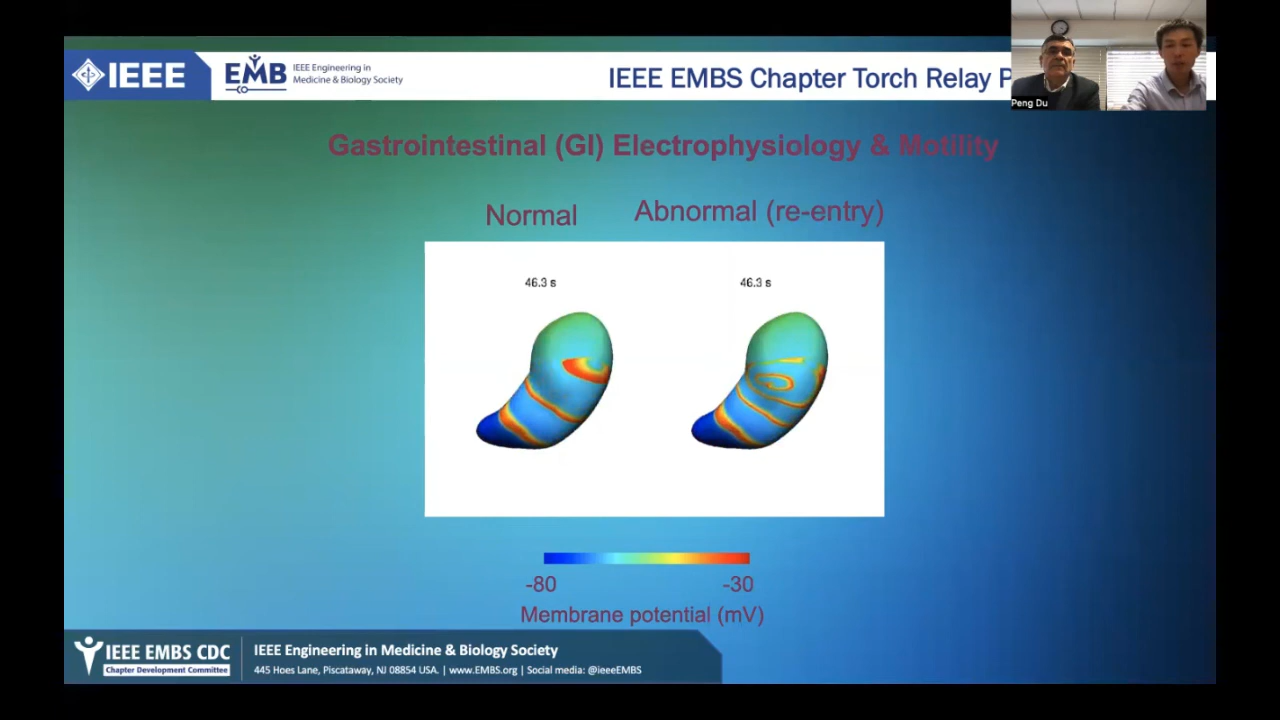 IEEE
EMB
IEEE Engineering in
Medicine & Biology Society
IEEE EMBS Chapter Torch Relay P
Peng Du
Gastrointestinal (GI) Electrophysiology & Motility
Normal
Abnormal (re-entry)
46.3 s
46.3 s
-80
-30
Membrane potential (mV)
IEEE EMBS CDC
Chapter Development Committee
IEEE Engineering in Medicine & Biology Society
445 Hoes Lane, Piscataway, NJ 08854 USA. | www.EMBS.org | Social media: @ieeeEMBS